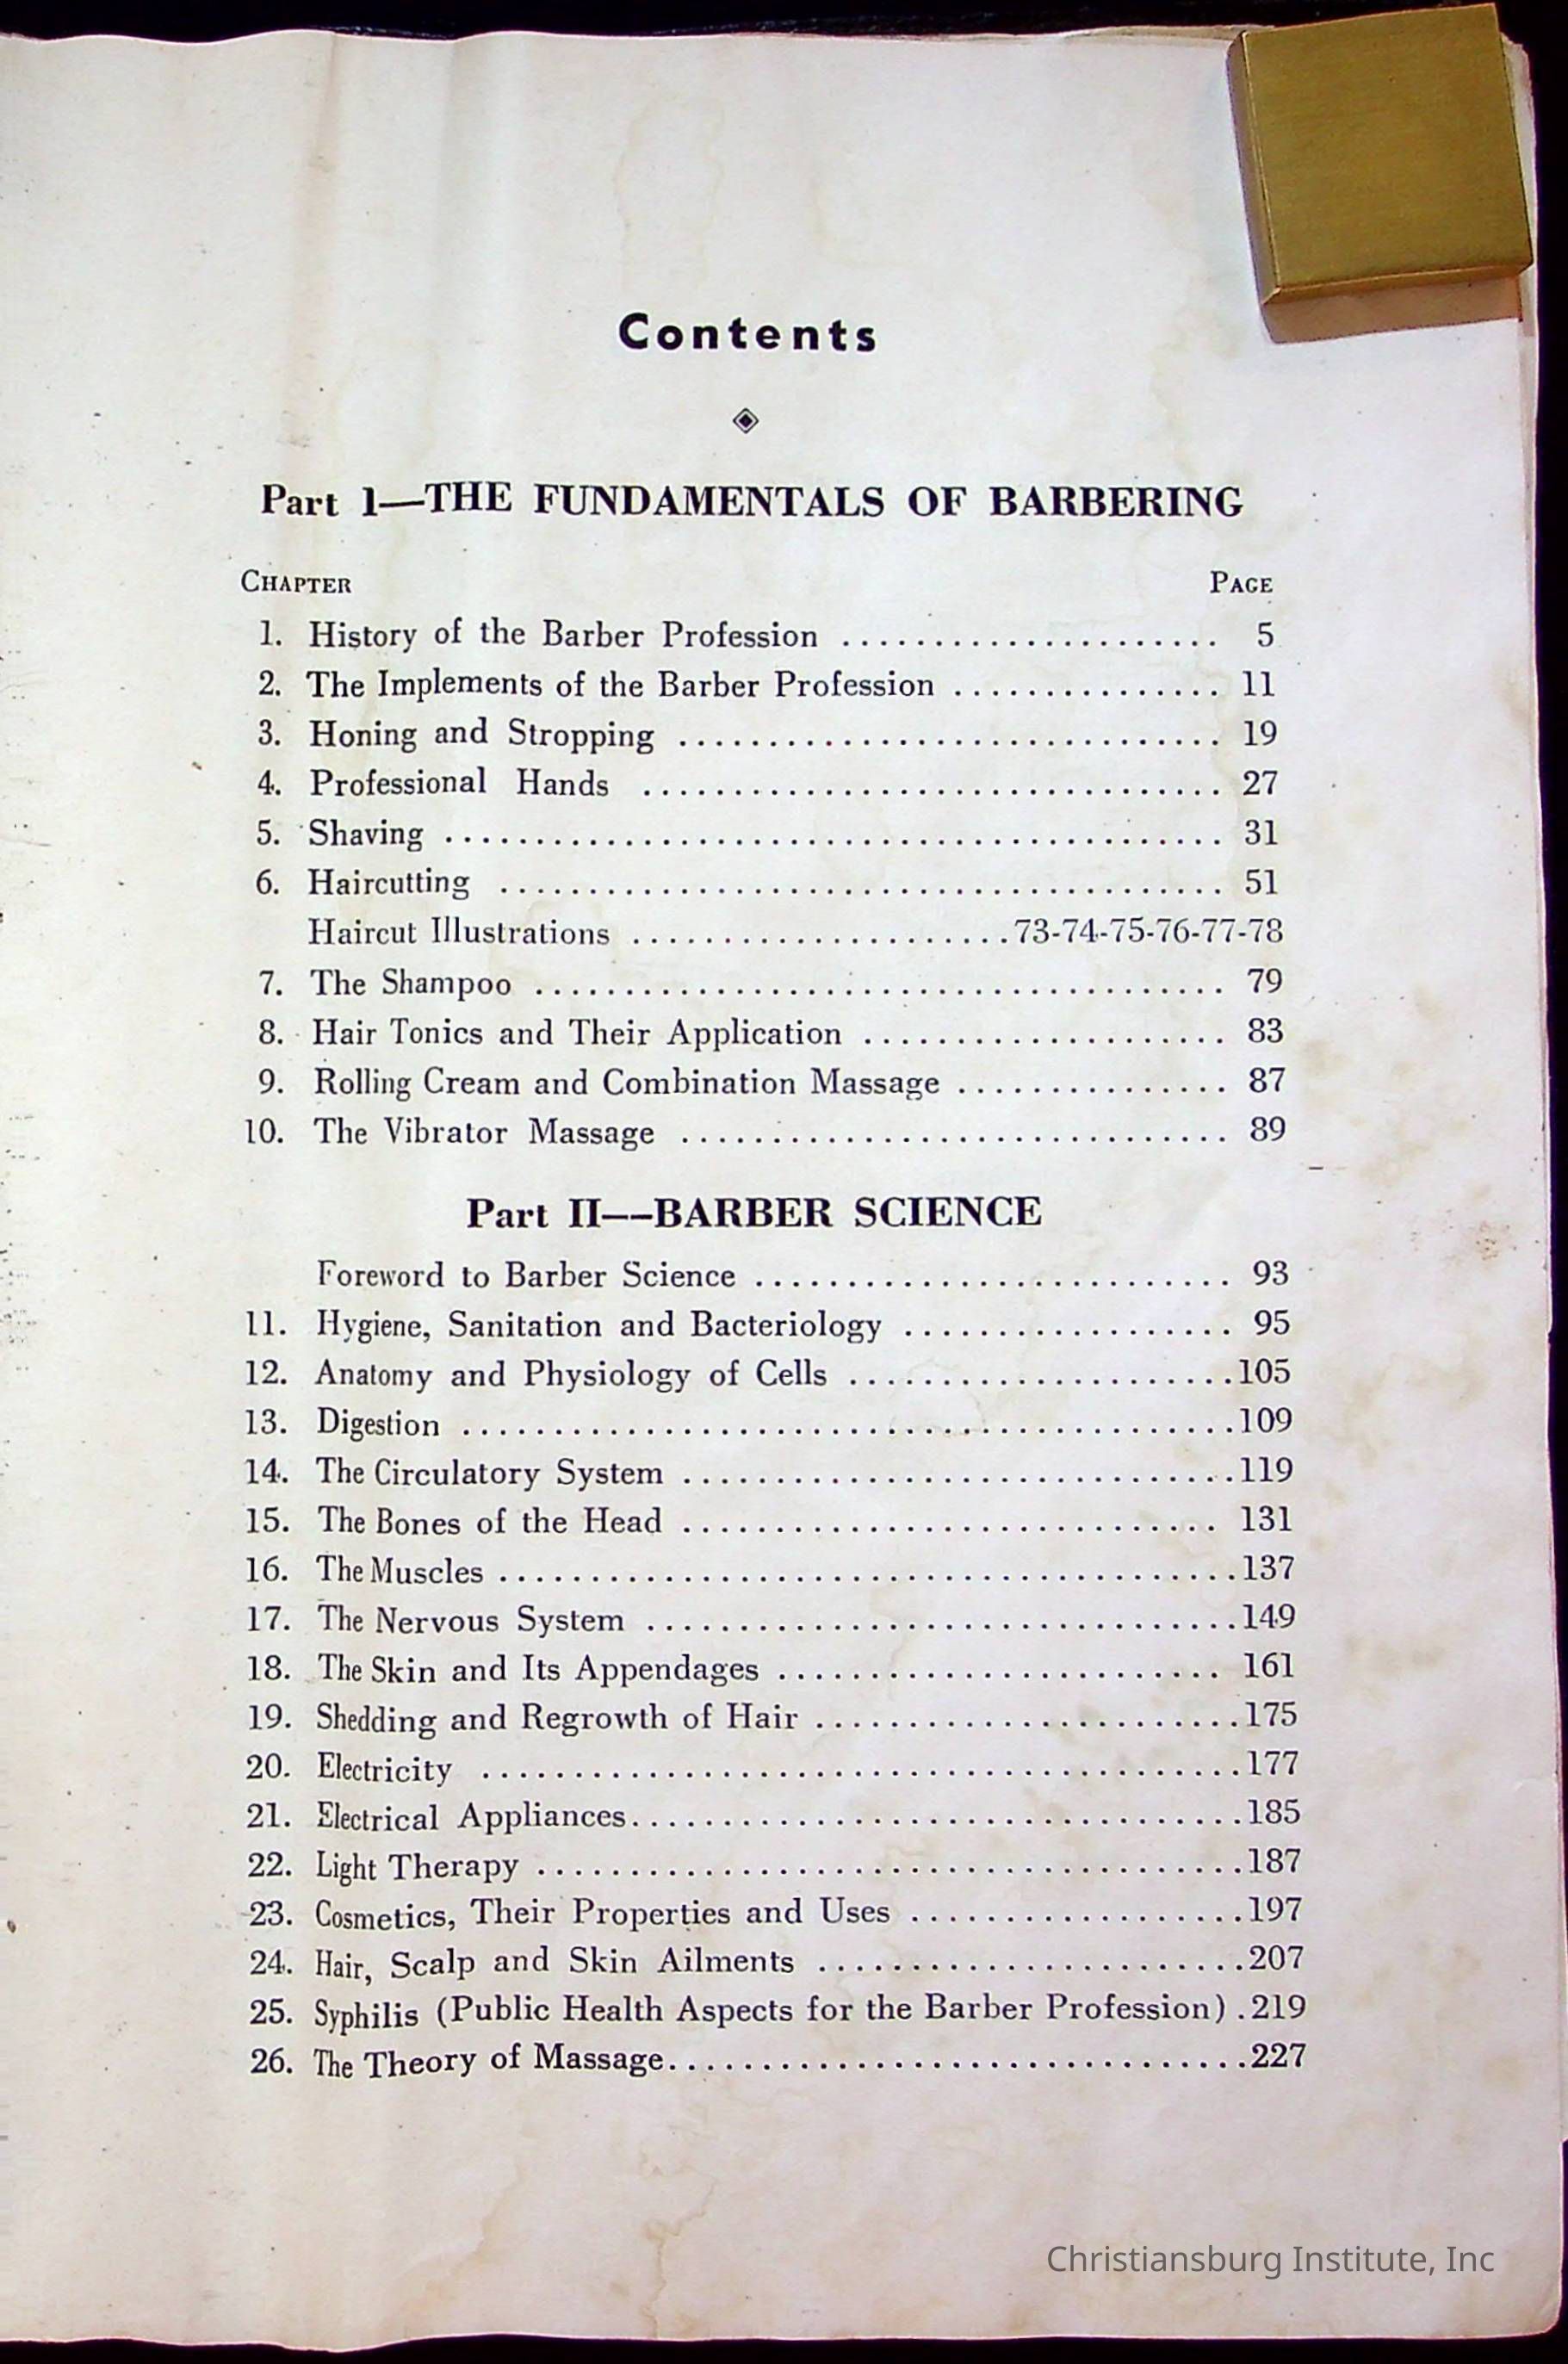 Contents
Part 1—THE FUNDAMENTALS OF BARBERING
CHAPTER PAGE
1. History of the Barber Profession ..................... 5
2. The Implements of the Barber Profession ............... 11
3. Honing and Stropping .............................. 19
4. Professional Hands ................................ 27
5. Shaving ........................................... 31
6. Haircutting ........................................ 51
Haircut Illustrations .....................73-74-75-76-77-78
7. The Shampoo ...................................... 79
8. Hair Tonics and Their Application .................... 83
9. Rolling Cream and Combination Massage ............... 87
10. The Vibrator Massage .............................. 89
Part II--BARBER SCIENCE
Foreword to Barber Science .......................... 93
11. Hygiene, Sanitation and Bacteriology .................. 95
12. Anatomy and Physiology of Cells .....................105
13. Digestion ...........................................109
14. The Circulatory System ..............................119
15. The Bones of the Head ............................. 131
16. The Muscles .........................................137
17. The Nervous System .................................149
18. The Skin and Its Appendages ........................ 161
19. Shedding and Regrowth of Hair .......................175
20. Electricity ..........................................177
21. Electrical Appliances..................................185
22. Light Therapy .......................................187
23. Cosmetics, Their Properties and Uses ..................197
24. Hair, Scalp and Skin Ailments ........................207
25. Syphilis (Public Health Aspects for the Barber Profession) .219
26. The Theory of Massage................................227
Christiansburg Institute, Inc